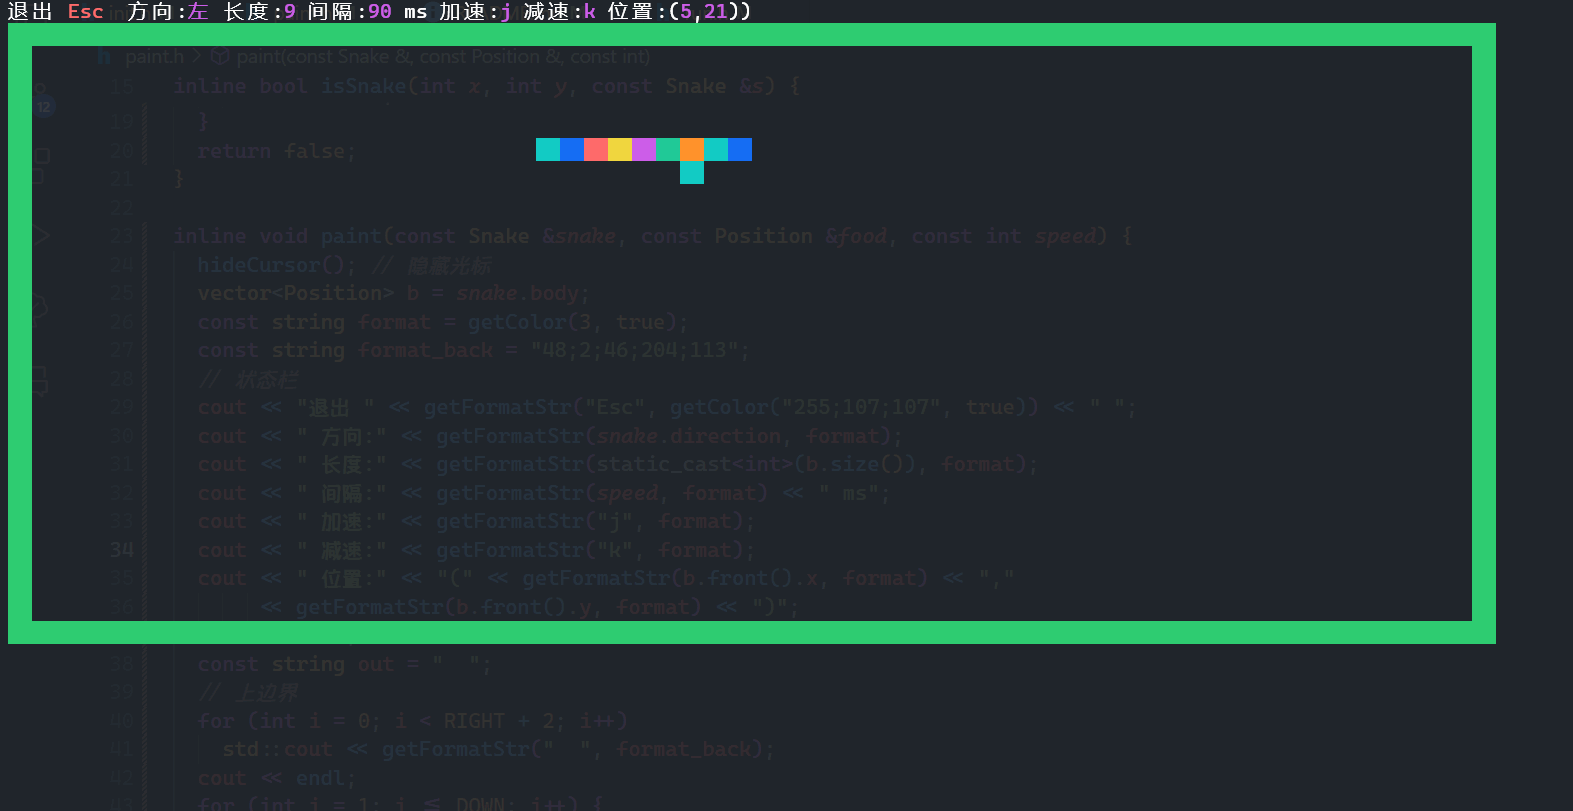 退出 Esc 方向:左 长度:9 间隔:90 ms 加速:j 减速:k 位置:(5,21))
paint.h > paint(const Snake &, const Position &, const int)
18 inline bool isSnake(int x, int y, const Snake &s) {
12
19 }
20 return false;
21 }
22
23 inline void paint(const Snake &snake, const Position &food, const int speed) {
24 hideCursor(); // 隐藏光标
25 vector<Position> b = snake.body;
26 const string format = getColor(3, true);
27 const string format_back = "48;2;46;204;113";
28 // 状态栏
29 cout << "退出 " << getFormatStr("Esc", getColor("255;107;107", true)) << " ";
30 cout << " 方向:" << getFormatStr(snake.direction, format);
31 cout << " 长度:" << getFormatStr(static_cast<int>(b.size()), format);
32 cout << " 间隔:" << getFormatStr(speed, format) << " ms";
33 cout << " 加速:" << getFormatStr("j", format);
34 cout << " 减速:" << getFormatStr("k", format);
35 cout << " 位置:" << "(" << getFormatStr(b.front().x, format) << ","
36 << getFormatStr(b.front().y, format) << ")";
38 const string out = "  ";
39 // 上边界
40 for (int i = 0; i < RIGHT + 2; i++)
41 std::cout << getFormatStr("  ", format_back);
42 cout << endl;
43 for (int i = 1; i <= DOWN; i++) {